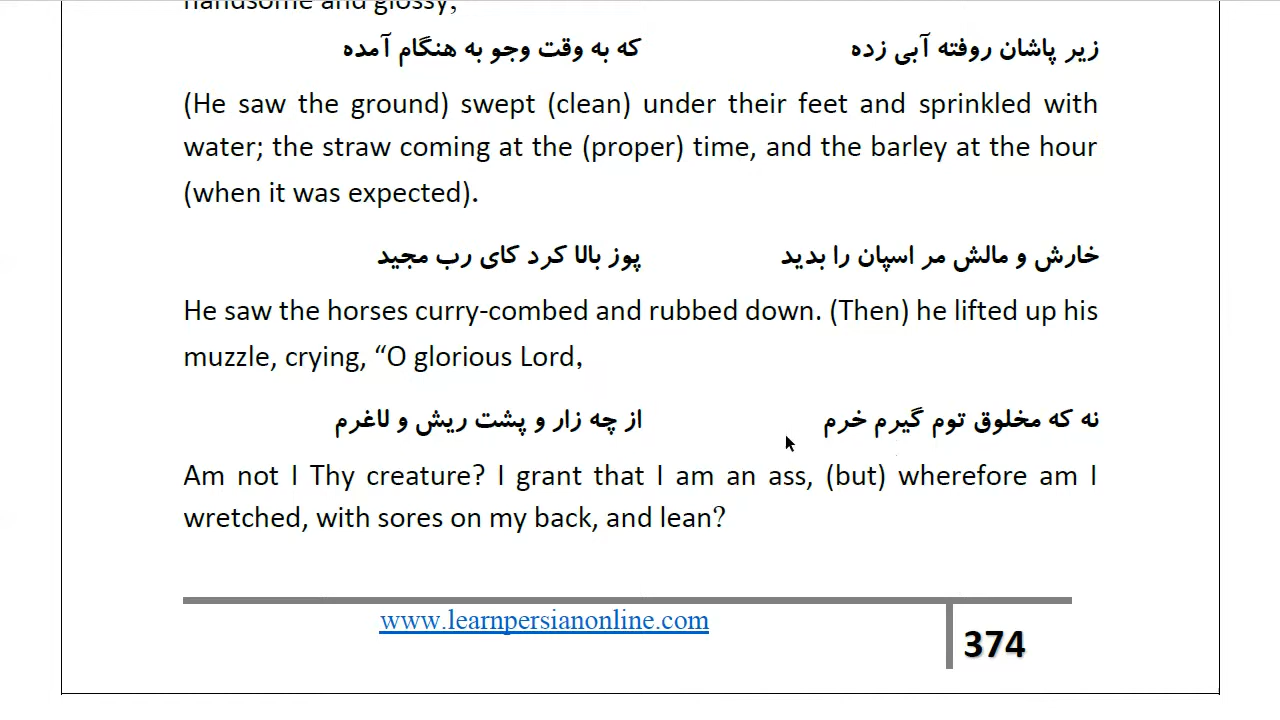 handsome and glossy,
زیر پاشان روفته آبی زده که به وقت وجو به هنگام آمده
(He saw the ground) swept (clean) under their feet and sprinkled with
water; the straw coming at the (proper) time, and the barley at the hour
(when it was expected).
خارش و مالش مر اسپان را بدید پوز بالا کرد کای رب مجید
He saw the horses curry-combed and rubbed down. (Then) he lifted up his
muzzle, crying, “O glorious Lord,
نه که مخلوق توم گیرم خرم از چه زار و پشت ریش و لاغرم
Am not I Thy creature? I grant that I am an ass, (but) wherefore am I
wretched, with sores on my back, and lean?
www.learnpersianonline.com
374